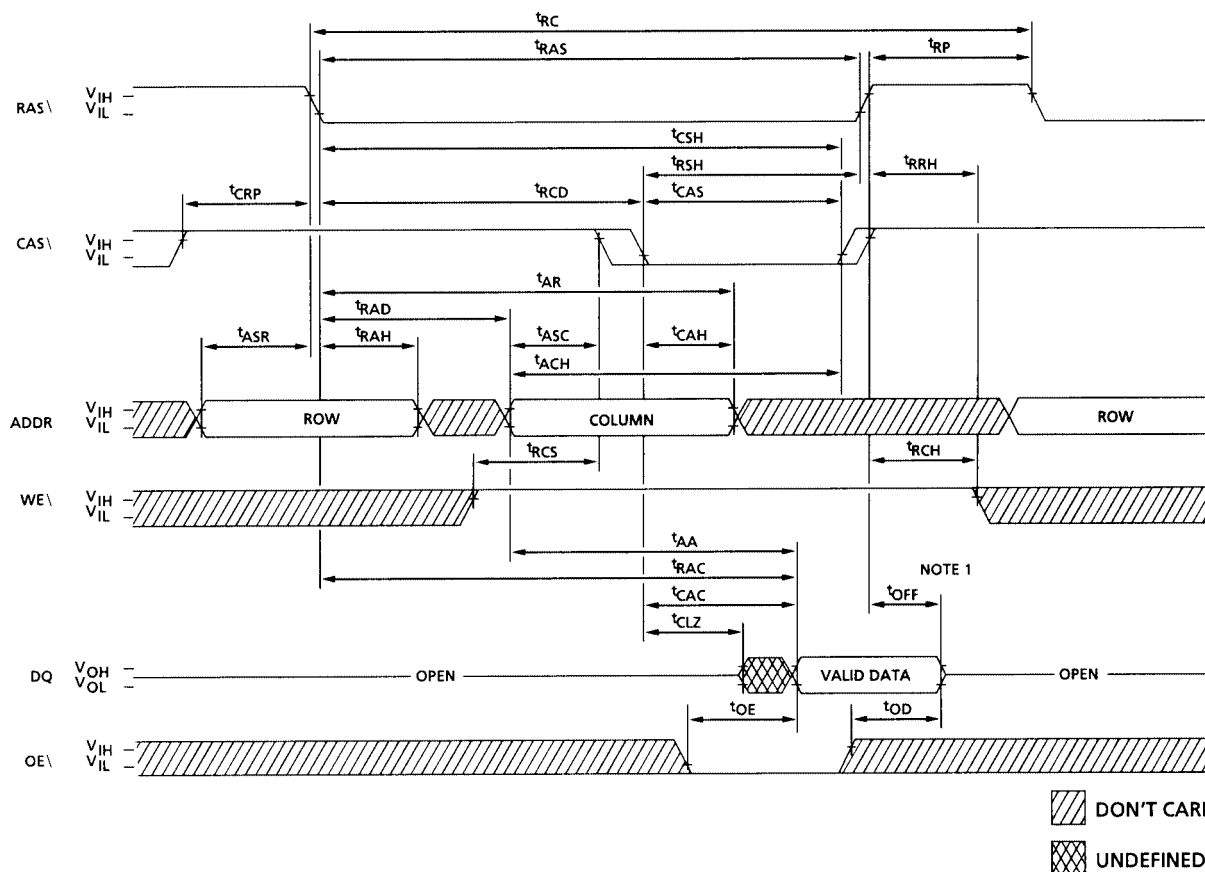 tRC
tRAS
tRP
RAS\ VIH VIL
tCSH
tRSH
tRRH
tCRP
tRCD
tCAS
CAS\ VIH VIL
tAR
tRAD
tASR
tRAH
tASC
tCAH
tACH
ADDR VIH VIL ROW COLUMN ROW
tRCS
tRCH
WE\ VIH VIL
tAA
tRAC
NOTE 1
tCAC
tOFF
tCLZ
DQ VOH VOL OPEN VALID DATA OPEN
tOE
tOD
OE\ VIH VIL
DON'T CAR
UNDEFINED